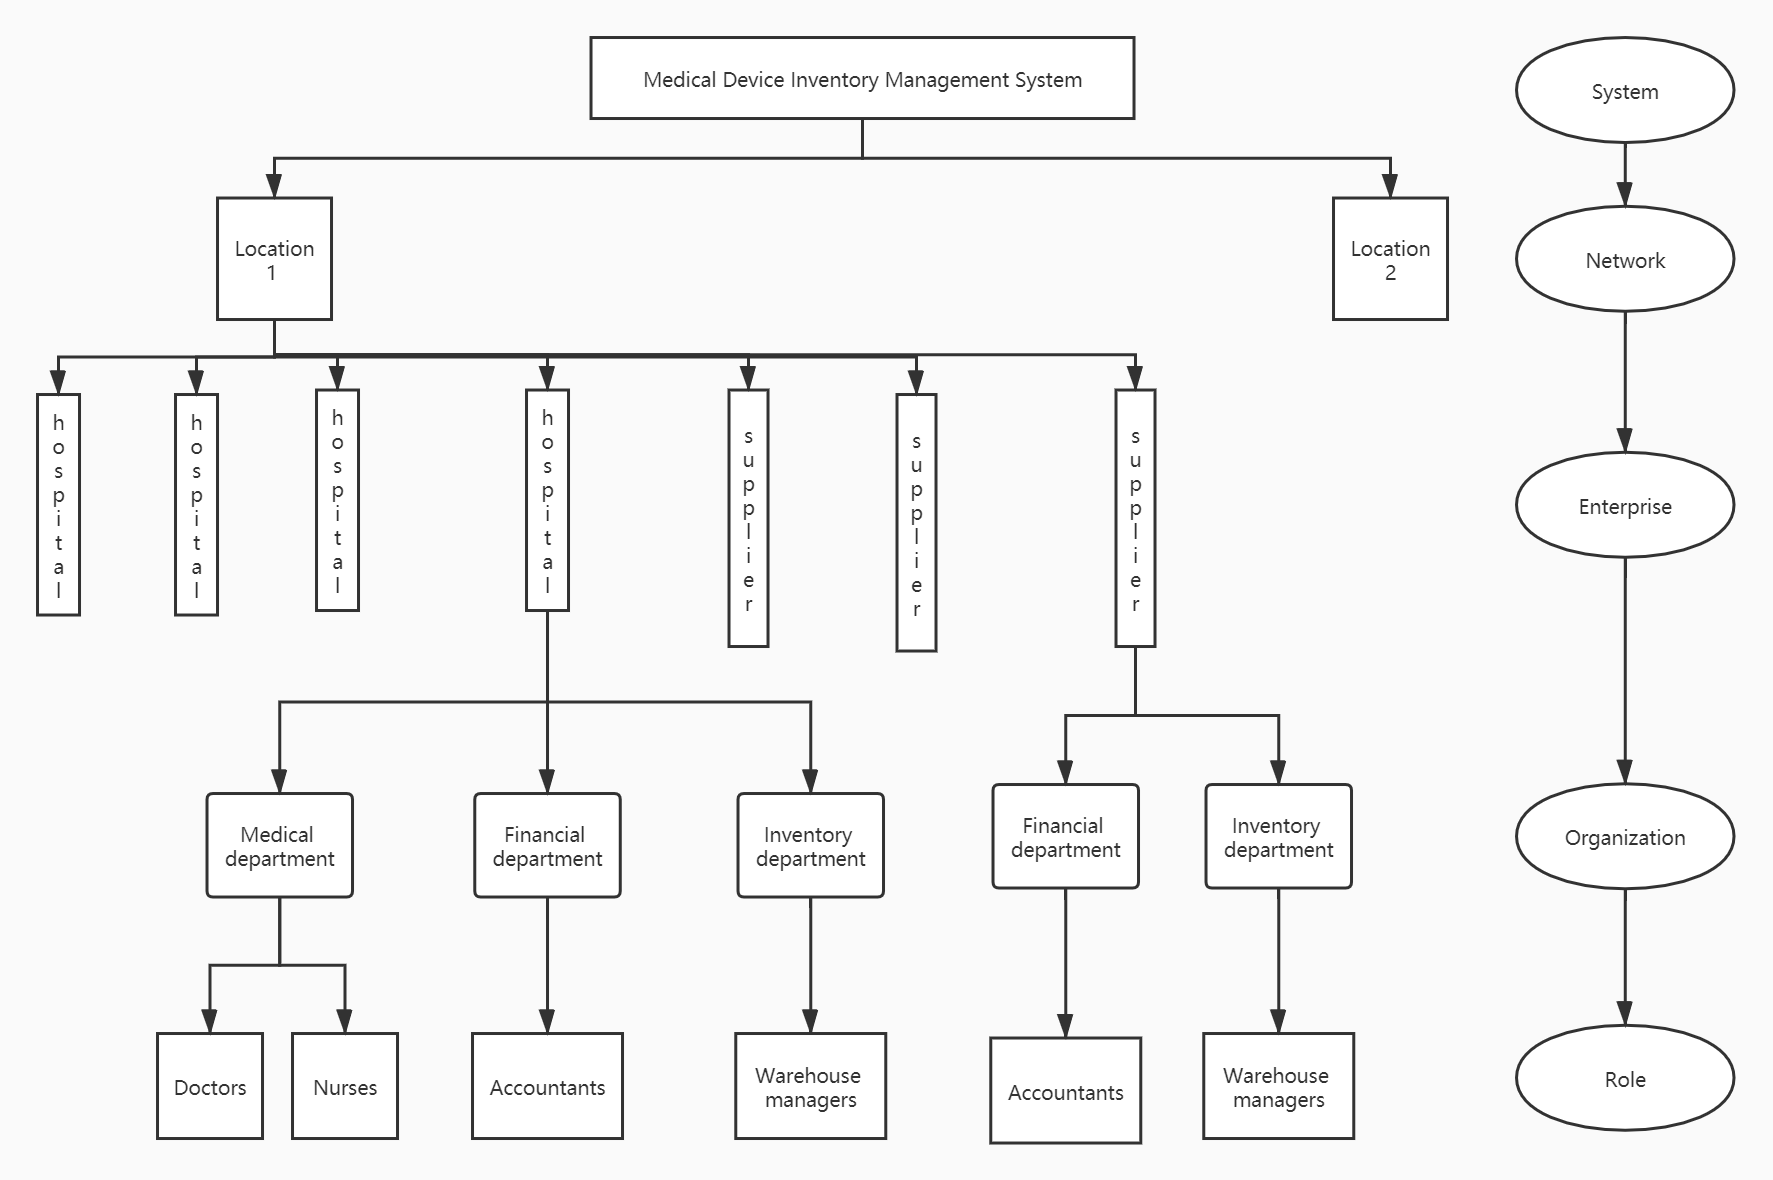 Medical Device Inventory Management System
System
Location
1
Location
2
Network
hospital
hospital
hospital
hospital
supplier
supplier
supplier
Enterprise
Medical
department
Financial
department
Inventory
department
Financial
department
Inventory
department
Organization
Doctors
Nurses
Accountants
Warehouse
managers
Accountants
Warehouse
managers
Role